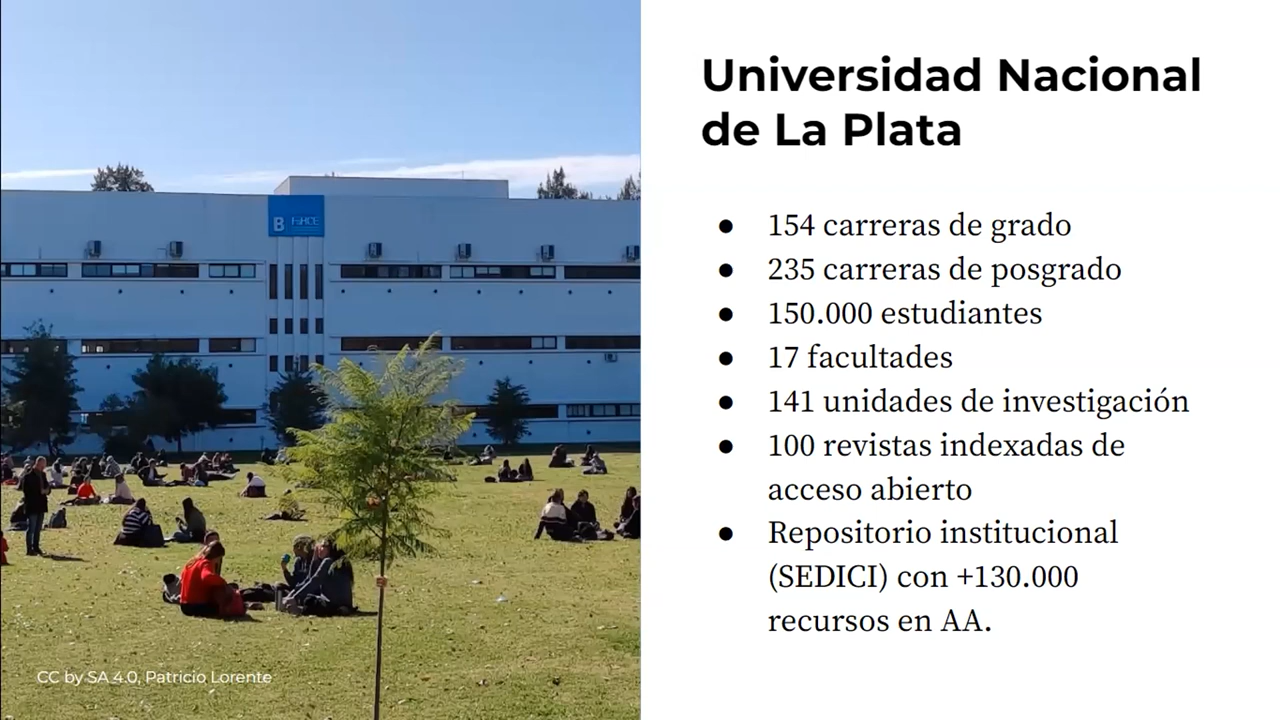 B FaHCE
Universidad Nacional
de La Plata
● 154 carreras de grado
● 235 carreras de posgrado
● 150.000 estudiantes
● 17 facultades
● 141 unidades de investigación
● 100 revistas indexadas de
acceso abierto
● Repositorio institucional
(SEDICI) con +130.000
recursos en AA.
CC by SA 4.0, Patricio Lorente